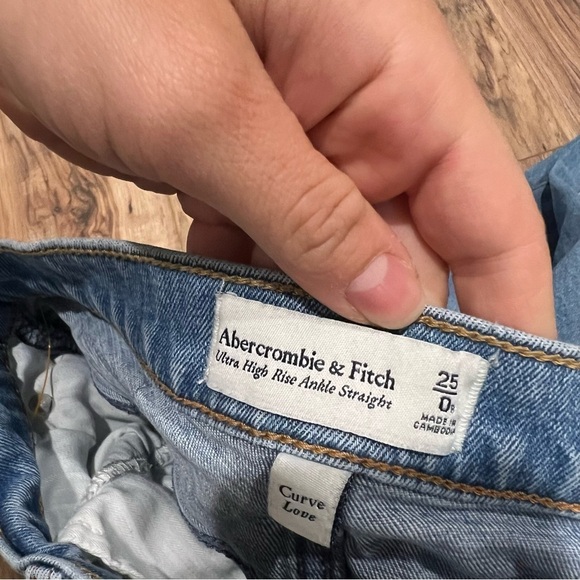 Abercrombie & Fitch
Ultra High Rise Ankle Straight
25
0R
MADE IN
CAMBODIA
Curve
Love